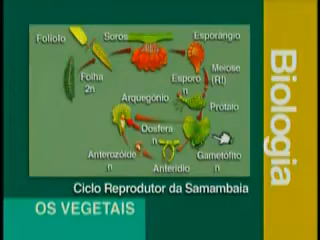 Folíolo
Soros
Esporângio
Folha
2n
Esporo
n
Meiose
(R!)
Arquegônio
Prótalo
Oosfera
n
Anterozóide
n
Anterídio
Gametófito
n
Ciclo Reprodutor da Samambaia
OS VEGETAIS
Biologia